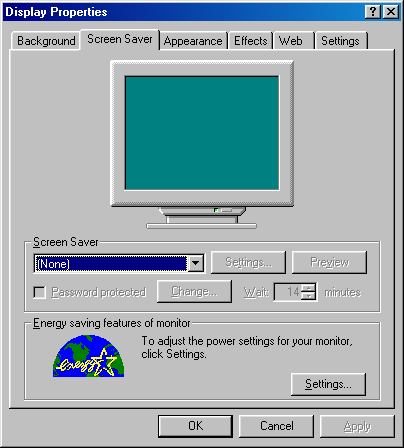 Display Properties
Background Screen Saver Appearance Effects Web Settings
Screen Saver
(None) Settings... Preview
Password protected Change... Wait: 14 minutes
Energy saving features of monitor
energy
To adjust the power settings for your monitor,
click Settings.
Settings...
OK Cancel Apply